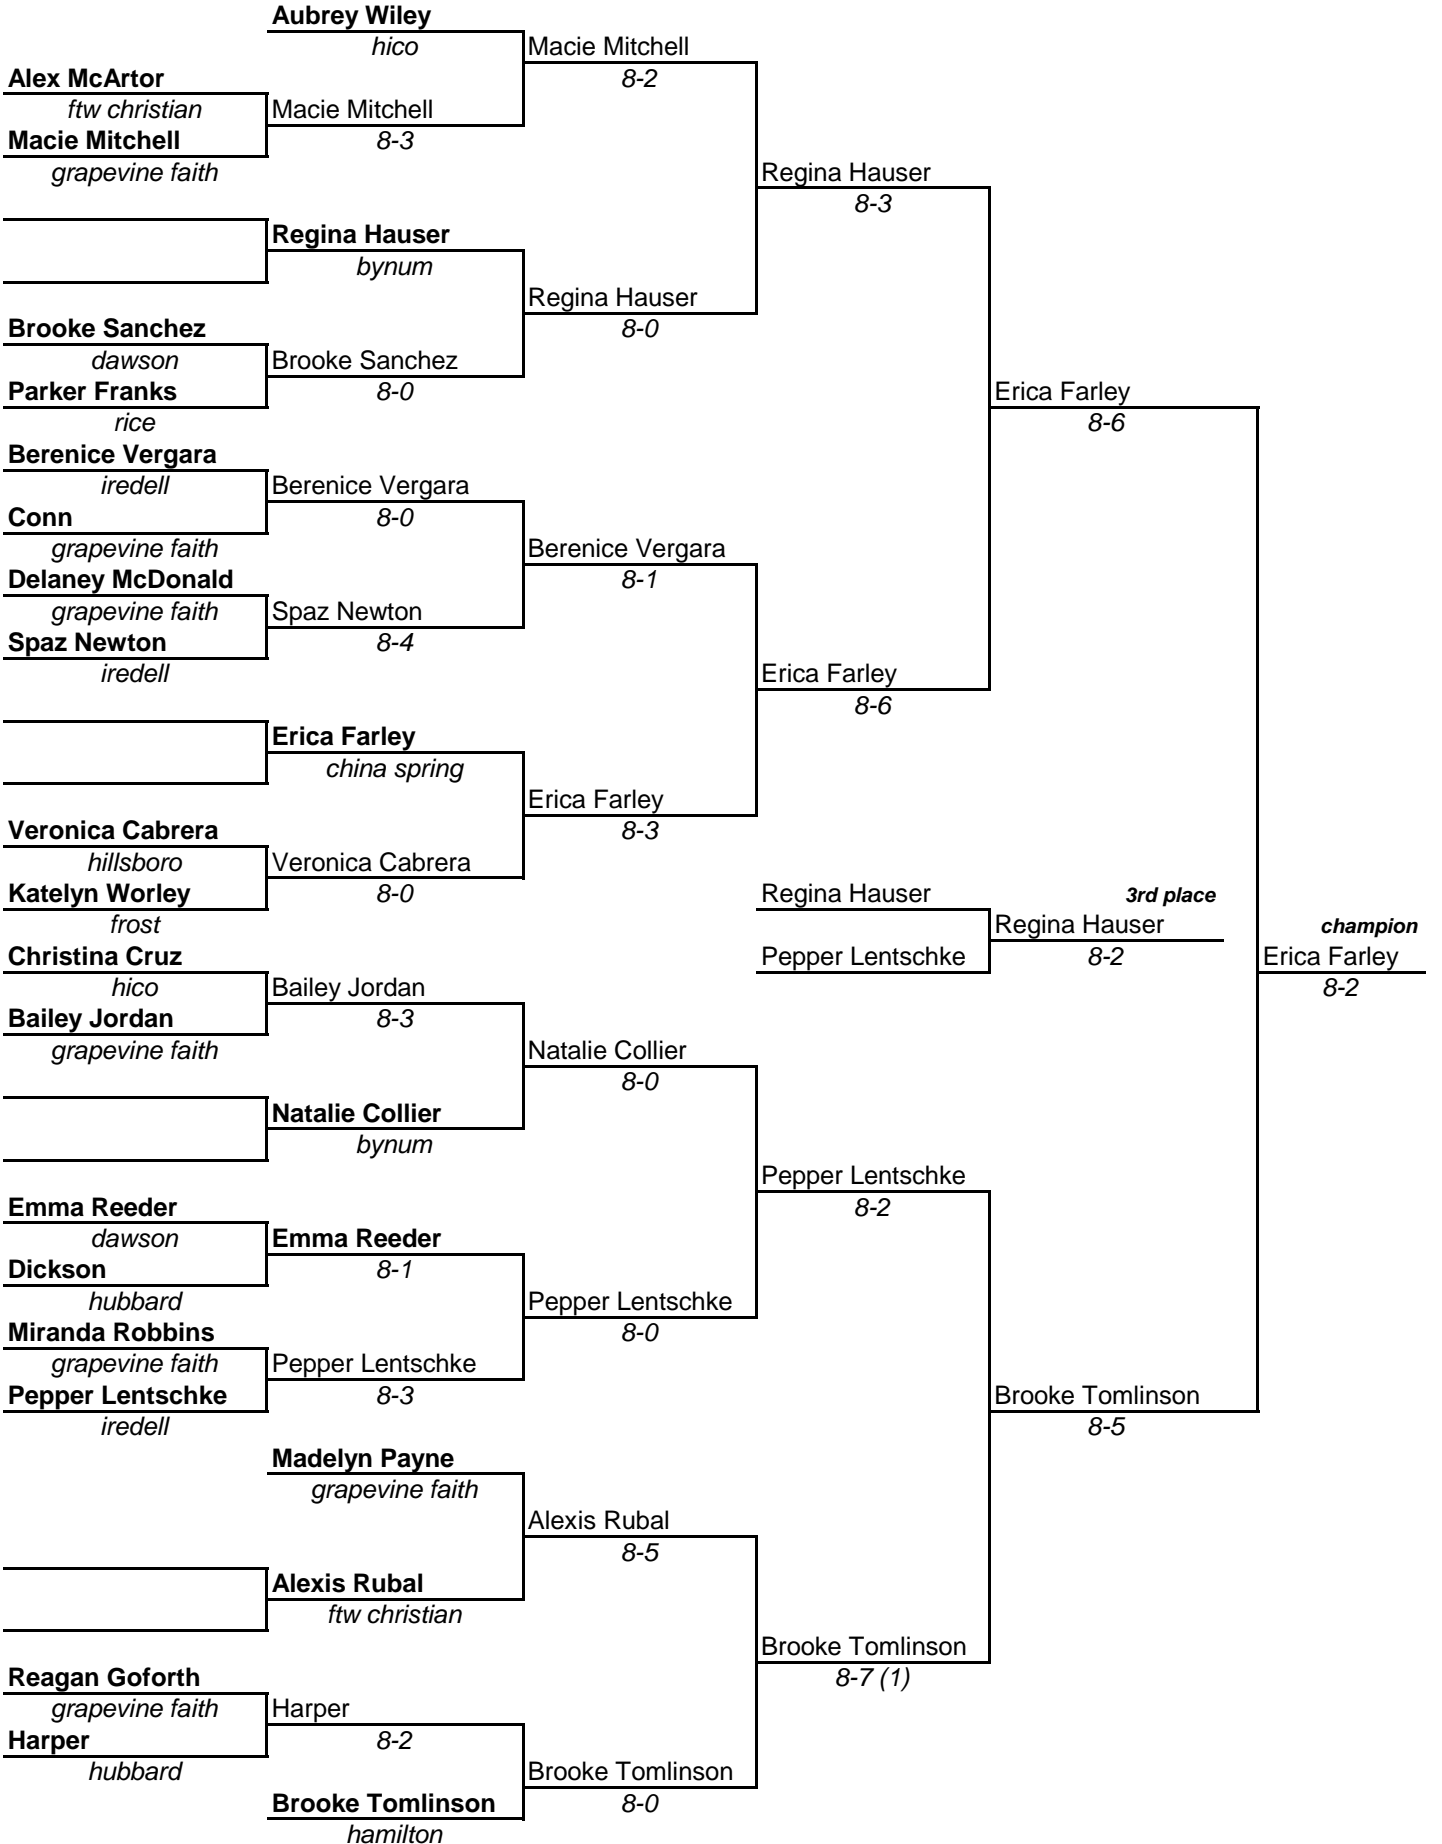 Aubrey Wiley
hico
Macie Mitchell
8-2
Alex McArtor
ftw christian
Macie Mitchell
8-3
Macie Mitchell
grapevine faith
Regina Hauser
8-3
Regina Hauser
bynum
Regina Hauser
8-0
Brooke Sanchez
dawson
Brooke Sanchez
8-0
Parker Franks
rice
Erica Farley
8-6
Berenice Vergara
iredell
Berenice Vergara
8-0
Conn
grapevine faith
Berenice Vergara
8-1
Delaney McDonald
grapevine faith
Spaz Newton
8-4
Spaz Newton
iredell
Erica Farley
8-6
Erica Farley
china spring
Erica Farley
8-3
Veronica Cabrera
hillsboro
Veronica Cabrera
8-0
Katelyn Worley
frost
Regina Hauser
3rd place
Regina Hauser
8-2
Pepper Lentschke
champion
Erica Farley
8-2
Christina Cruz
hico
Bailey Jordan
8-3
Bailey Jordan
grapevine faith
Natalie Collier
8-0
Natalie Collier
bynum
Pepper Lentschke
8-2
Emma Reeder
dawson
Emma Reeder
8-1
Dickson
hubbard
Pepper Lentschke
8-0
Miranda Robbins
grapevine faith
Pepper Lentschke
8-3
Pepper Lentschke
iredell
Brooke Tomlinson
8-5
Madelyn Payne
grapevine faith
Alexis Rubal
8-5
Alexis Rubal
ftw christian
Brooke Tomlinson
8-7 (1)
Reagan Goforth
grapevine faith
Harper
8-2
Harper
hubbard
Brooke Tomlinson
8-0
Brooke Tomlinson
hamilton